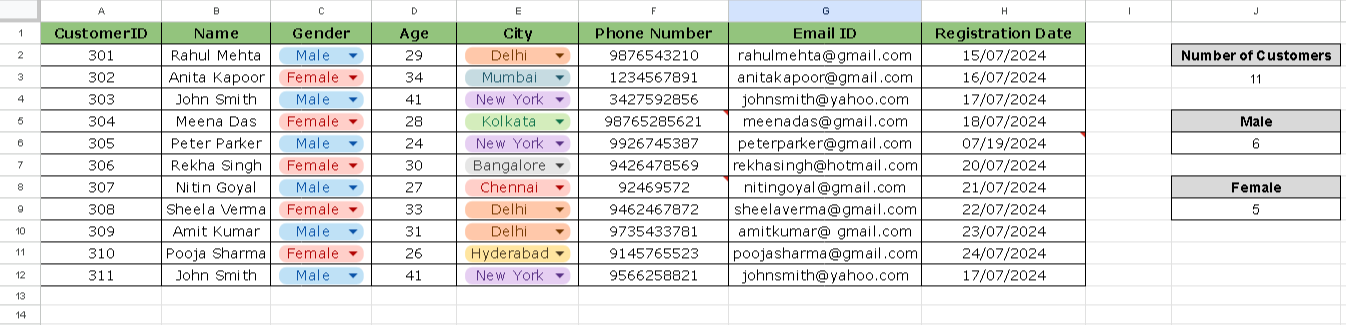 A B C D E F G H I J
1 CustomerID Name Gender Age City Phone Number Email ID Registration Date
2 301 Rahul Mehta Male 29 Delhi 9876543210 rahulmehta@gmail.com 15/07/2024 Number of Customers
3 302 Anita Kapoor Female 34 Mumbai 1234567891 anitakapoor@gmail.com 16/07/2024 11
4 303 John Smith Male 41 New York 3427592856 johnsmith@yahoo.com 17/07/2024
5 304 Meena Das Female 28 Kolkata 98765285621 meenadas@gmail.com 18/07/2024 Male
6 305 Peter Parker Male 24 New York 9926745387 peterparker@gmail.com 07/19/2024 6
7 306 Rekha Singh Female 30 Bangalore 9426478569 rekhasingh@hotmail.com 20/07/2024
8 307 Nitin Goyal Male 27 Chennai 92469572 nitingoyal@gmail.com 21/07/2024 Female
9 308 Sheela Verma Female 33 Delhi 9462467872 sheelaverma@gmail.com 22/07/2024 5
10 309 Amit Kumar Male 31 Delhi 9735433781 amitkumar@ gmail.com 23/07/2024
11 310 Pooja Sharma Female 26 Hyderabad 9145765523 poojasharma@gmail.com 24/07/2024
12 311 John Smith Male 41 New York 9566258821 johnsmith@yahoo.com 17/07/2024
13
14